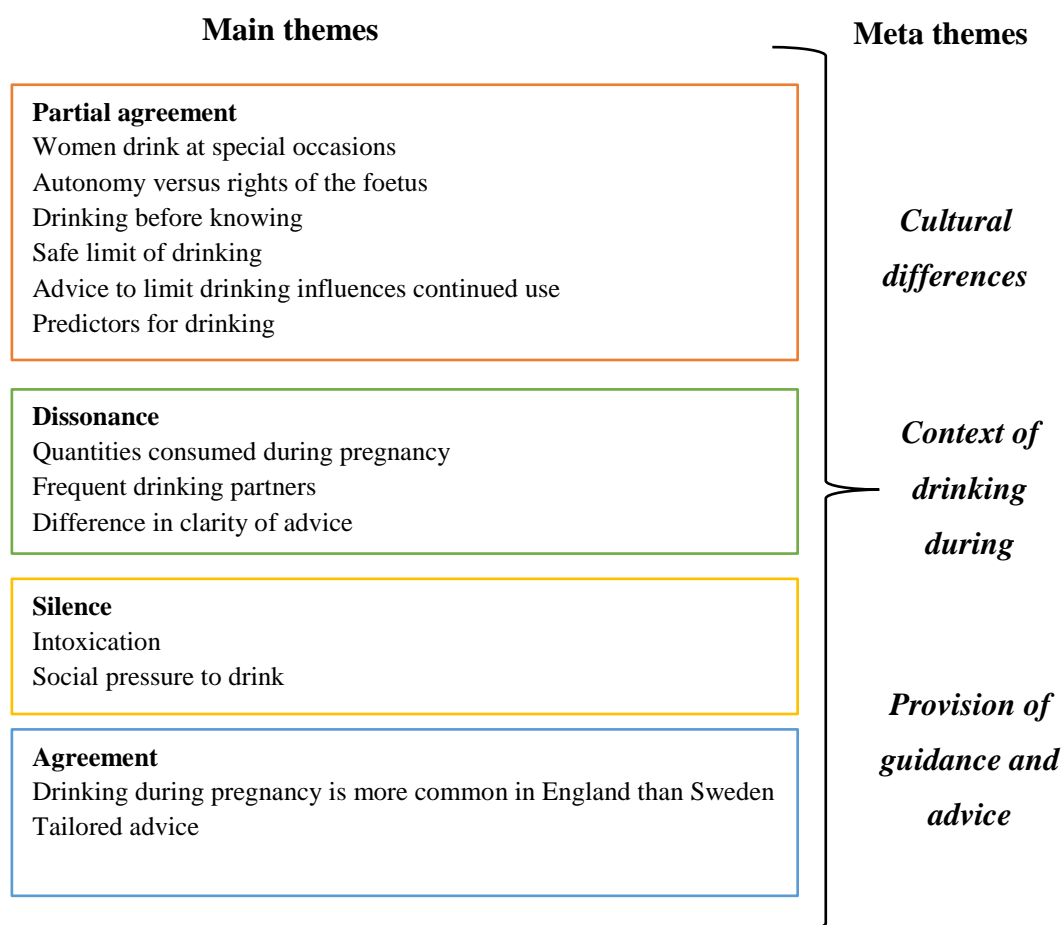 Main themes
Meta themes
Partial agreement
Women drink at special occasions
Autonomy versus rights of the foetus
Drinking before knowing
Safe limit of drinking
Advice to limit drinking influences continued use
Predictors for drinking
Dissonance
Quantities consumed during pregnancy
Frequent drinking partners
Difference in clarity of advice
Silence
Intoxication
Social pressure to drink
Agreement
Drinking during pregnancy is more common in England than Sweden
Tailored advice
Cultural
differences
Context of
drinking
during
Provision of
guidance and
advice